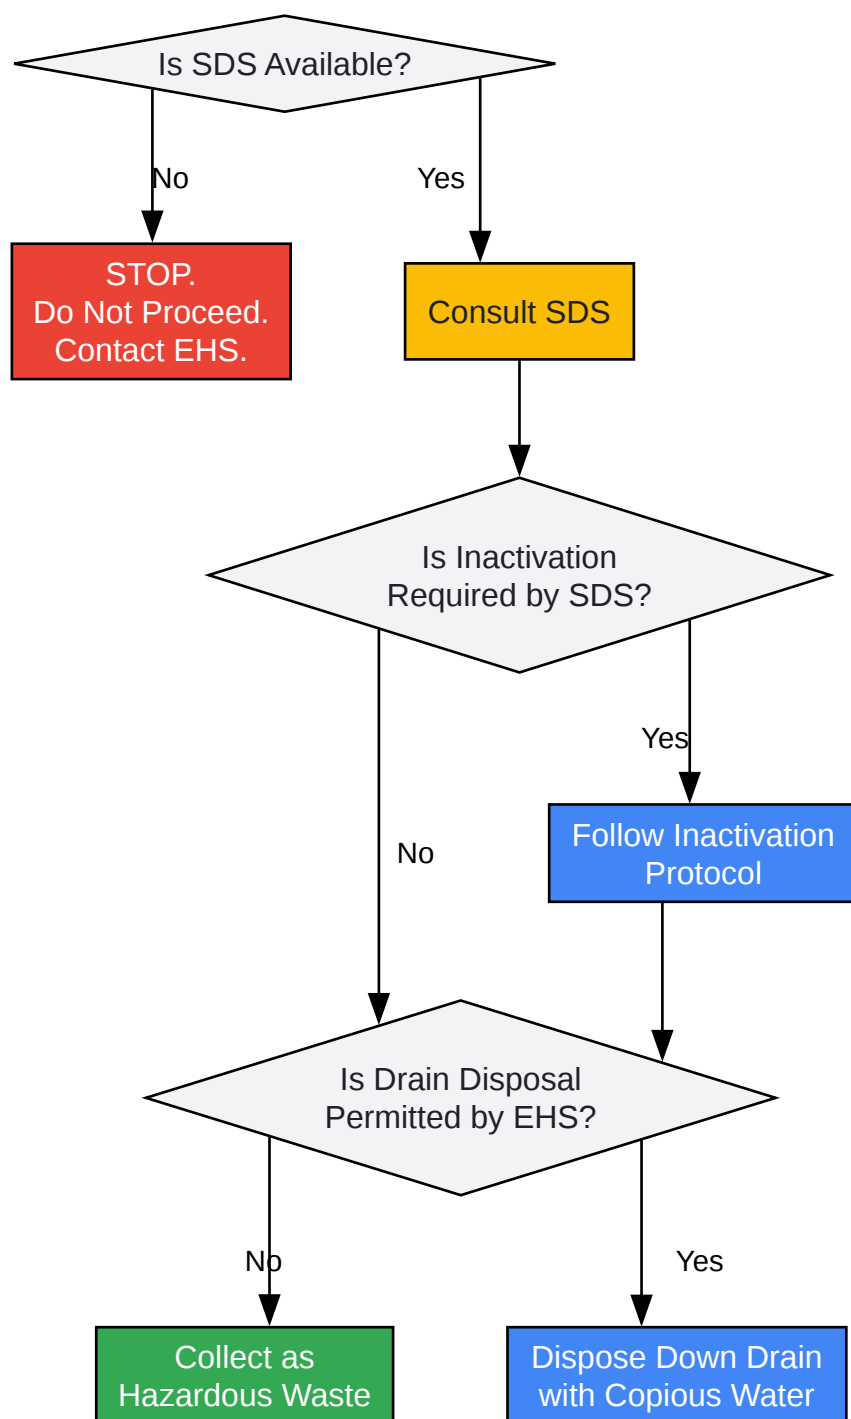 Is SDS Available?
No
Yes
STOP.
Do Not Proceed.
Contact EHS.
Consult SDS
Is Inactivation
Required by SDS?
Yes
No
Follow Inactivation
Protocol
Is Drain Disposal
Permitted by EHS?
No
Yes
Collect as
Hazardous Waste
Dispose Down Drain
with Copious Water